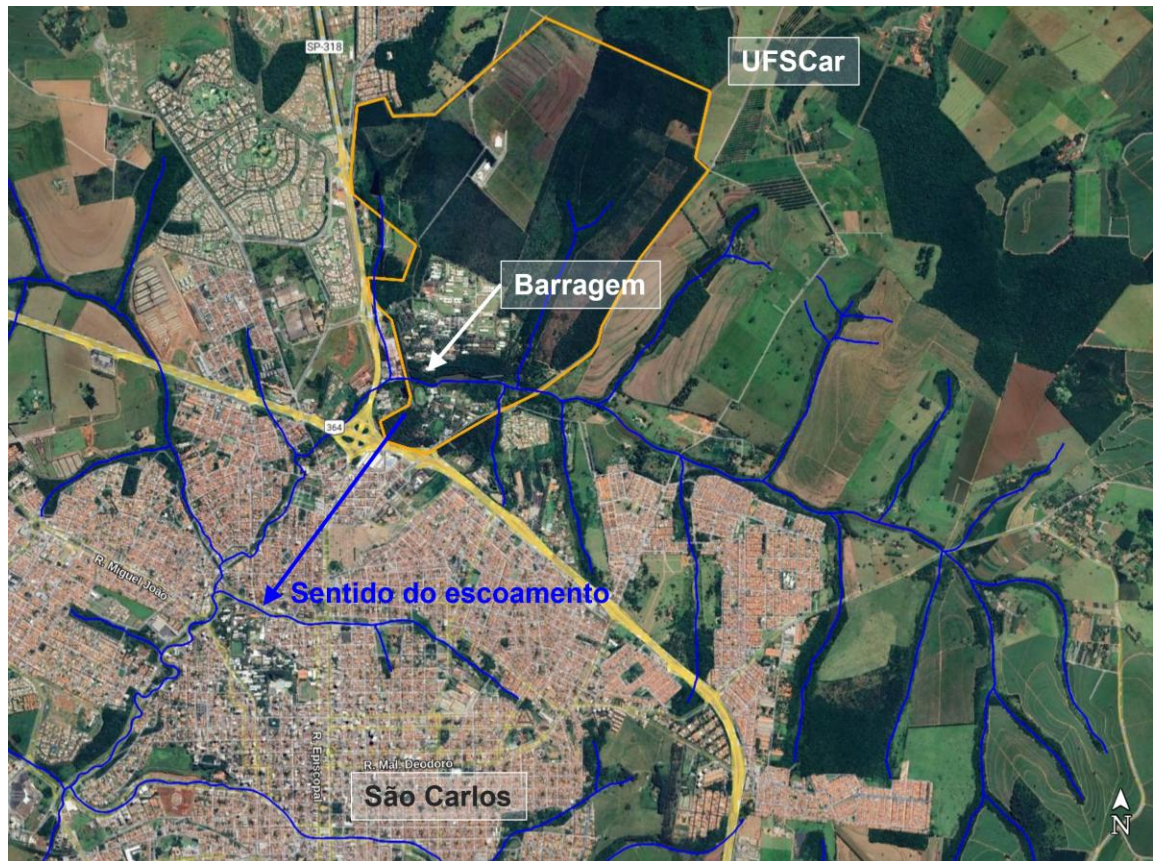 SP-318
UFSCar
Barragem
364
R. Miguel João
Sentido do escoamento
R. Episcopal
R. Mal. Deodoro
São Carlos
N